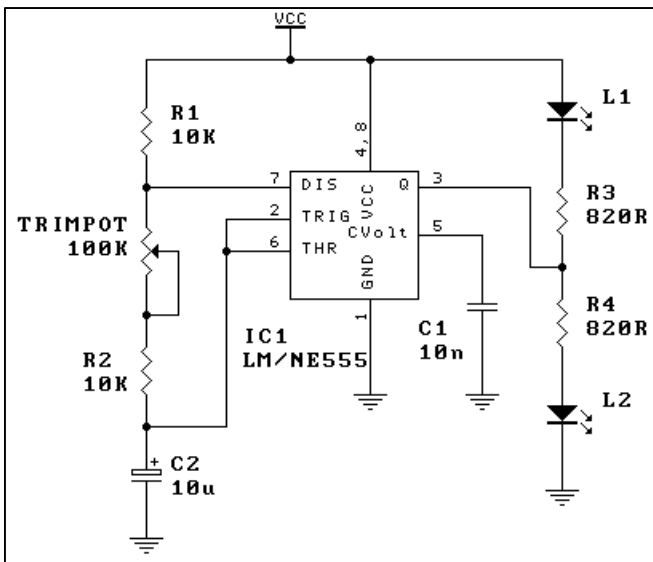 VCC
R1
10K
TRIMPOT
100K
R2
10K
C2
+
10u
4,8
7
2
6
DIS
TRIG
THR
VCC
Q
CVolt
GND
3
5
1
IC1
LM/NE555
C1
10n
L1
R3
820R
R4
820R
L2